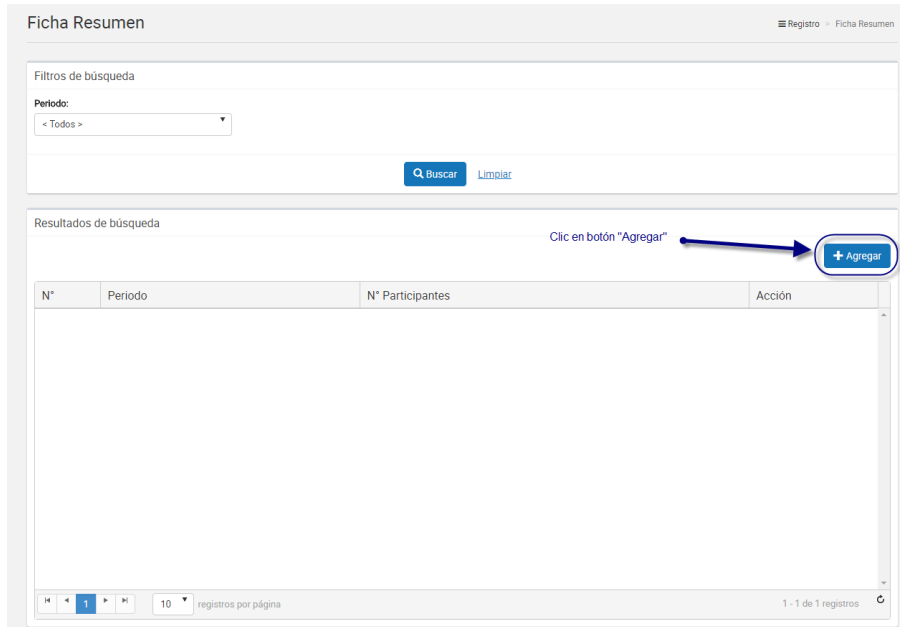 Ficha Resumen
Registro » Ficha Resumen
Filtros de búsqueda
Periodo:
< Todos >
Buscar Limpiar
Resultados de búsqueda
Clic en botón "Agregar"
+ Agregar
N° Periodo N° Participantes Acción
1 10 registros por página 1 - 1 de 1 registros